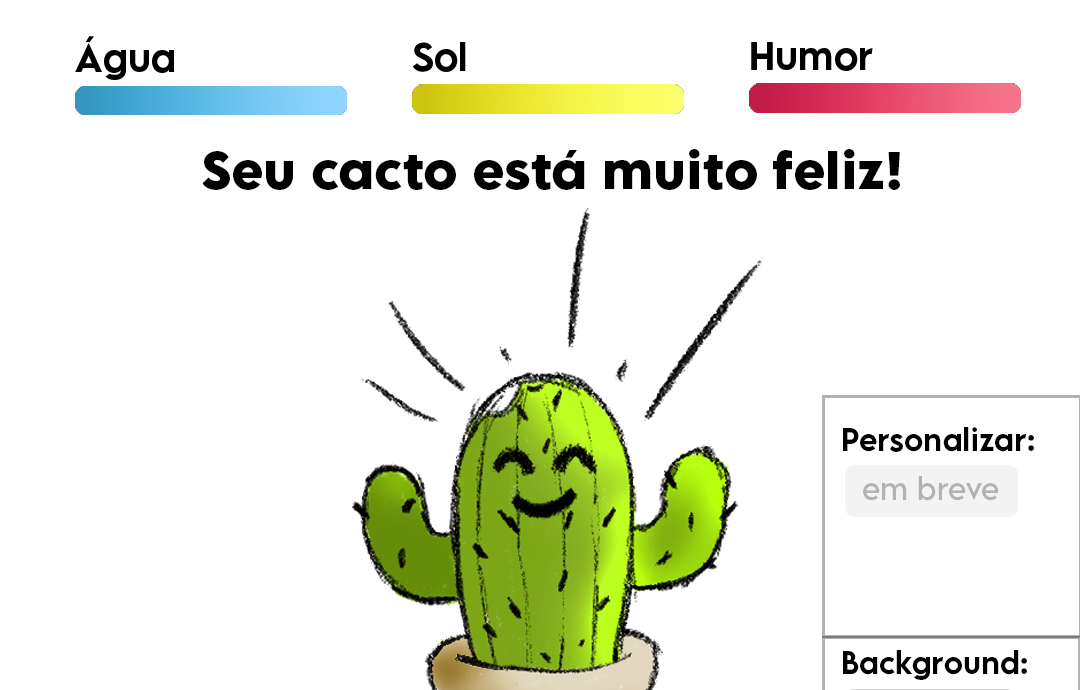 Água
Sol
Humor
Seu cacto está muito feliz!
Personalizar:
em breve
Background: